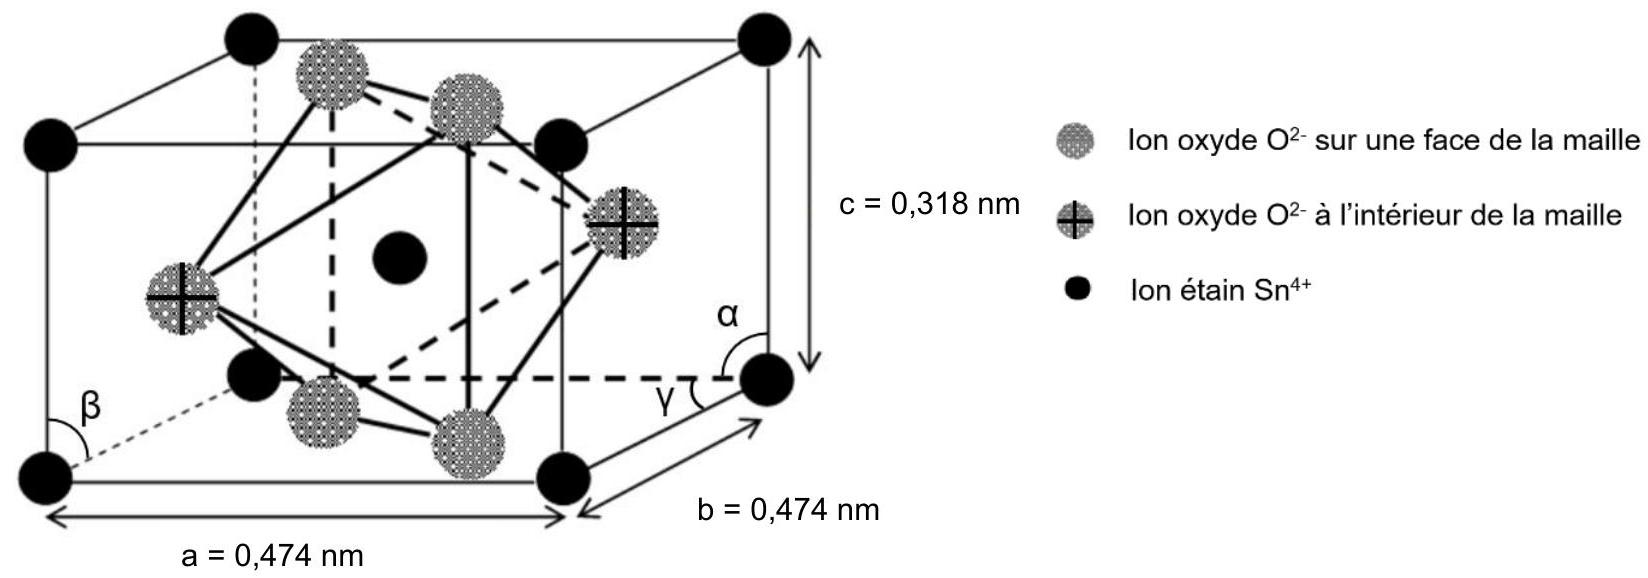 Ion oxyde O²⁻ sur une face de la maille
c = 0,318 nm
Ion oxyde O²⁻ à l'intérieur de la maille
Ion étain Sn⁴⁺
α
γ
β
b = 0,474 nm
a = 0,474 nm